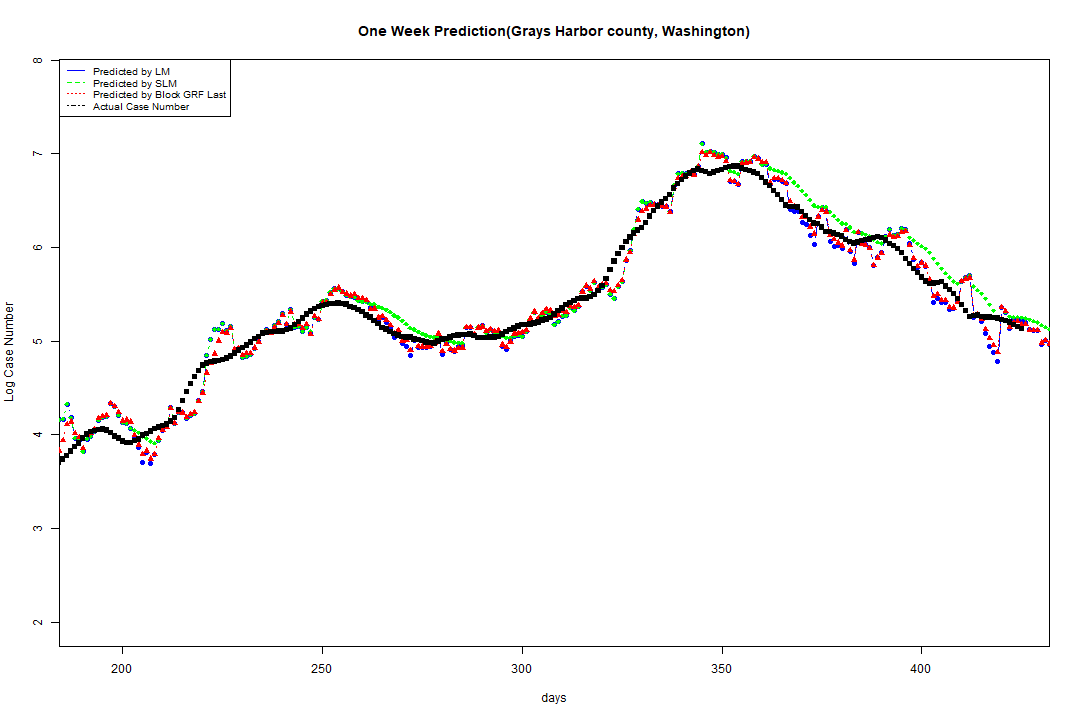 One Week Prediction(Grays Harbor county, Washington)
Predicted by LM
Predicted by SLM
Predicted by Block GRF Last
Actual Case Number
Log Case Number
8
7
6
5
4
3
2
200 250 300 350 400
days